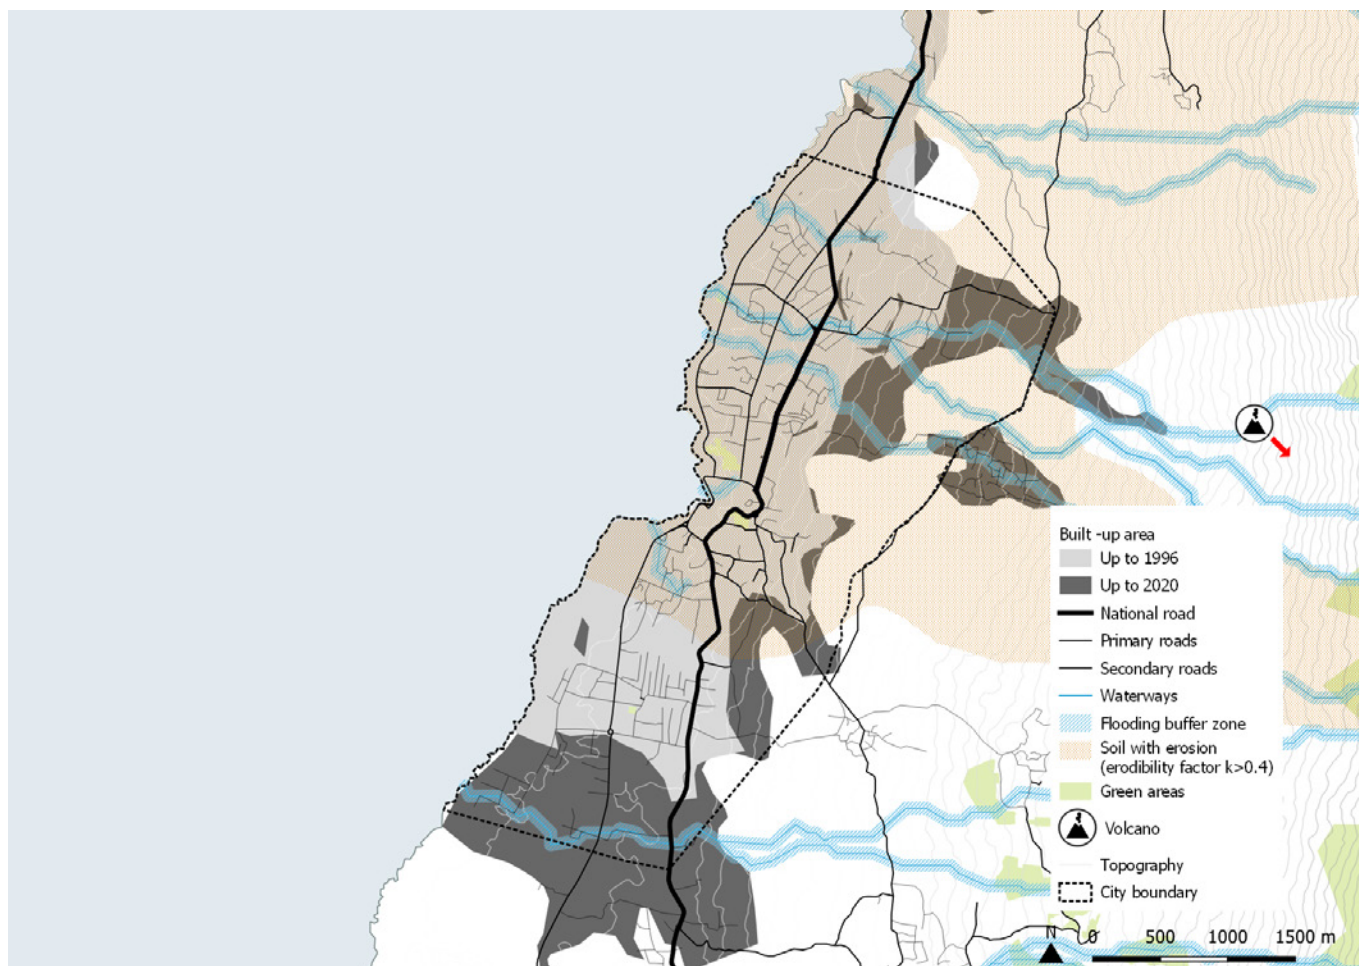 Built -up area
Up to 1996
Up to 2020
National road
Primary roads
Secondary roads
Waterways
Flooding buffer zone
Soil with erosion
(erodibility factor k>0.4)
Green areas
Volcano
Topography
City boundary
N 0 500 1000 1500 m